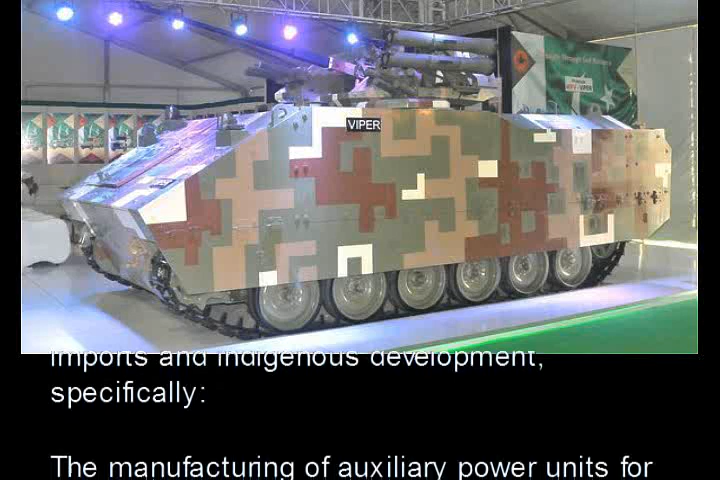 VIPER
imports and indigenous development,
specifically:
The manufacturing of auxiliary power units for